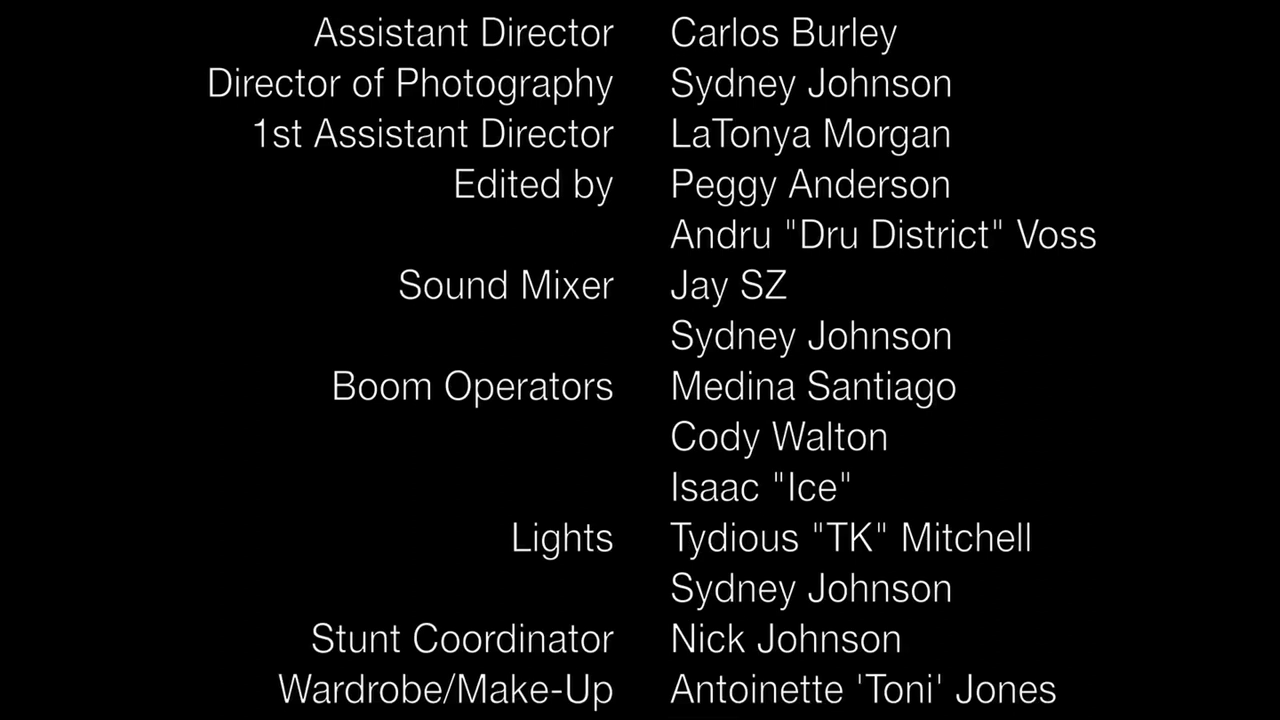 Assistant Director Carlos Burley
Director of Photography Sydney Johnson
1st Assistant Director LaTonya Morgan
Edited by Peggy Anderson
Andru "Dru District" Voss
Sound Mixer Jay SZ
Sydney Johnson
Boom Operators Medina Santiago
Cody Walton
Isaac "Ice"
Lights Tydious "TK" Mitchell
Sydney Johnson
Stunt Coordinator Nick Johnson
Wardrobe/Make-Up Antoinette 'Toni' Jones